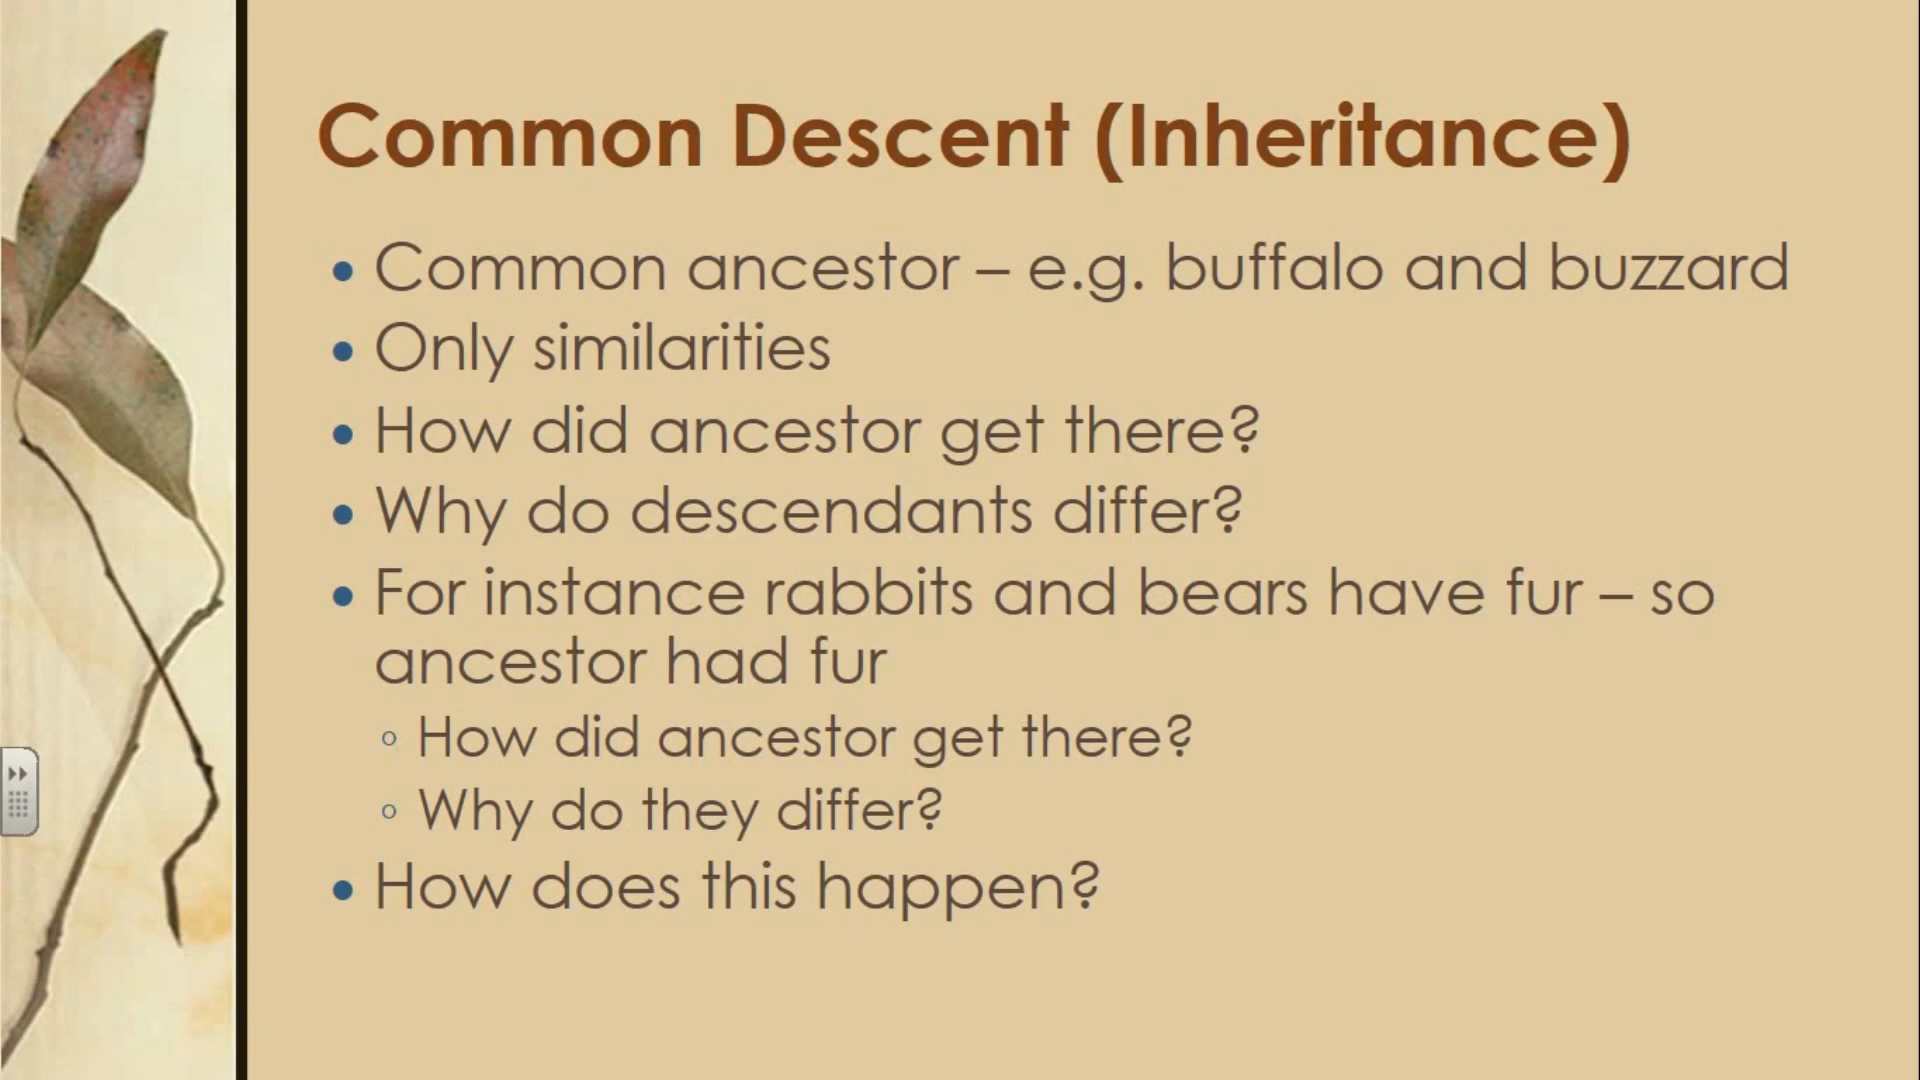 Common Descent (Inheritance)
• Common ancestor – e.g. buffalo and buzzard
• Only similarities
• How did ancestor get there?
• Why do descendants differ?
• For instance rabbits and bears have fur – so
ancestor had fur
◦ How did ancestor get there?
◦ Why do they differ?
• How does this happen?